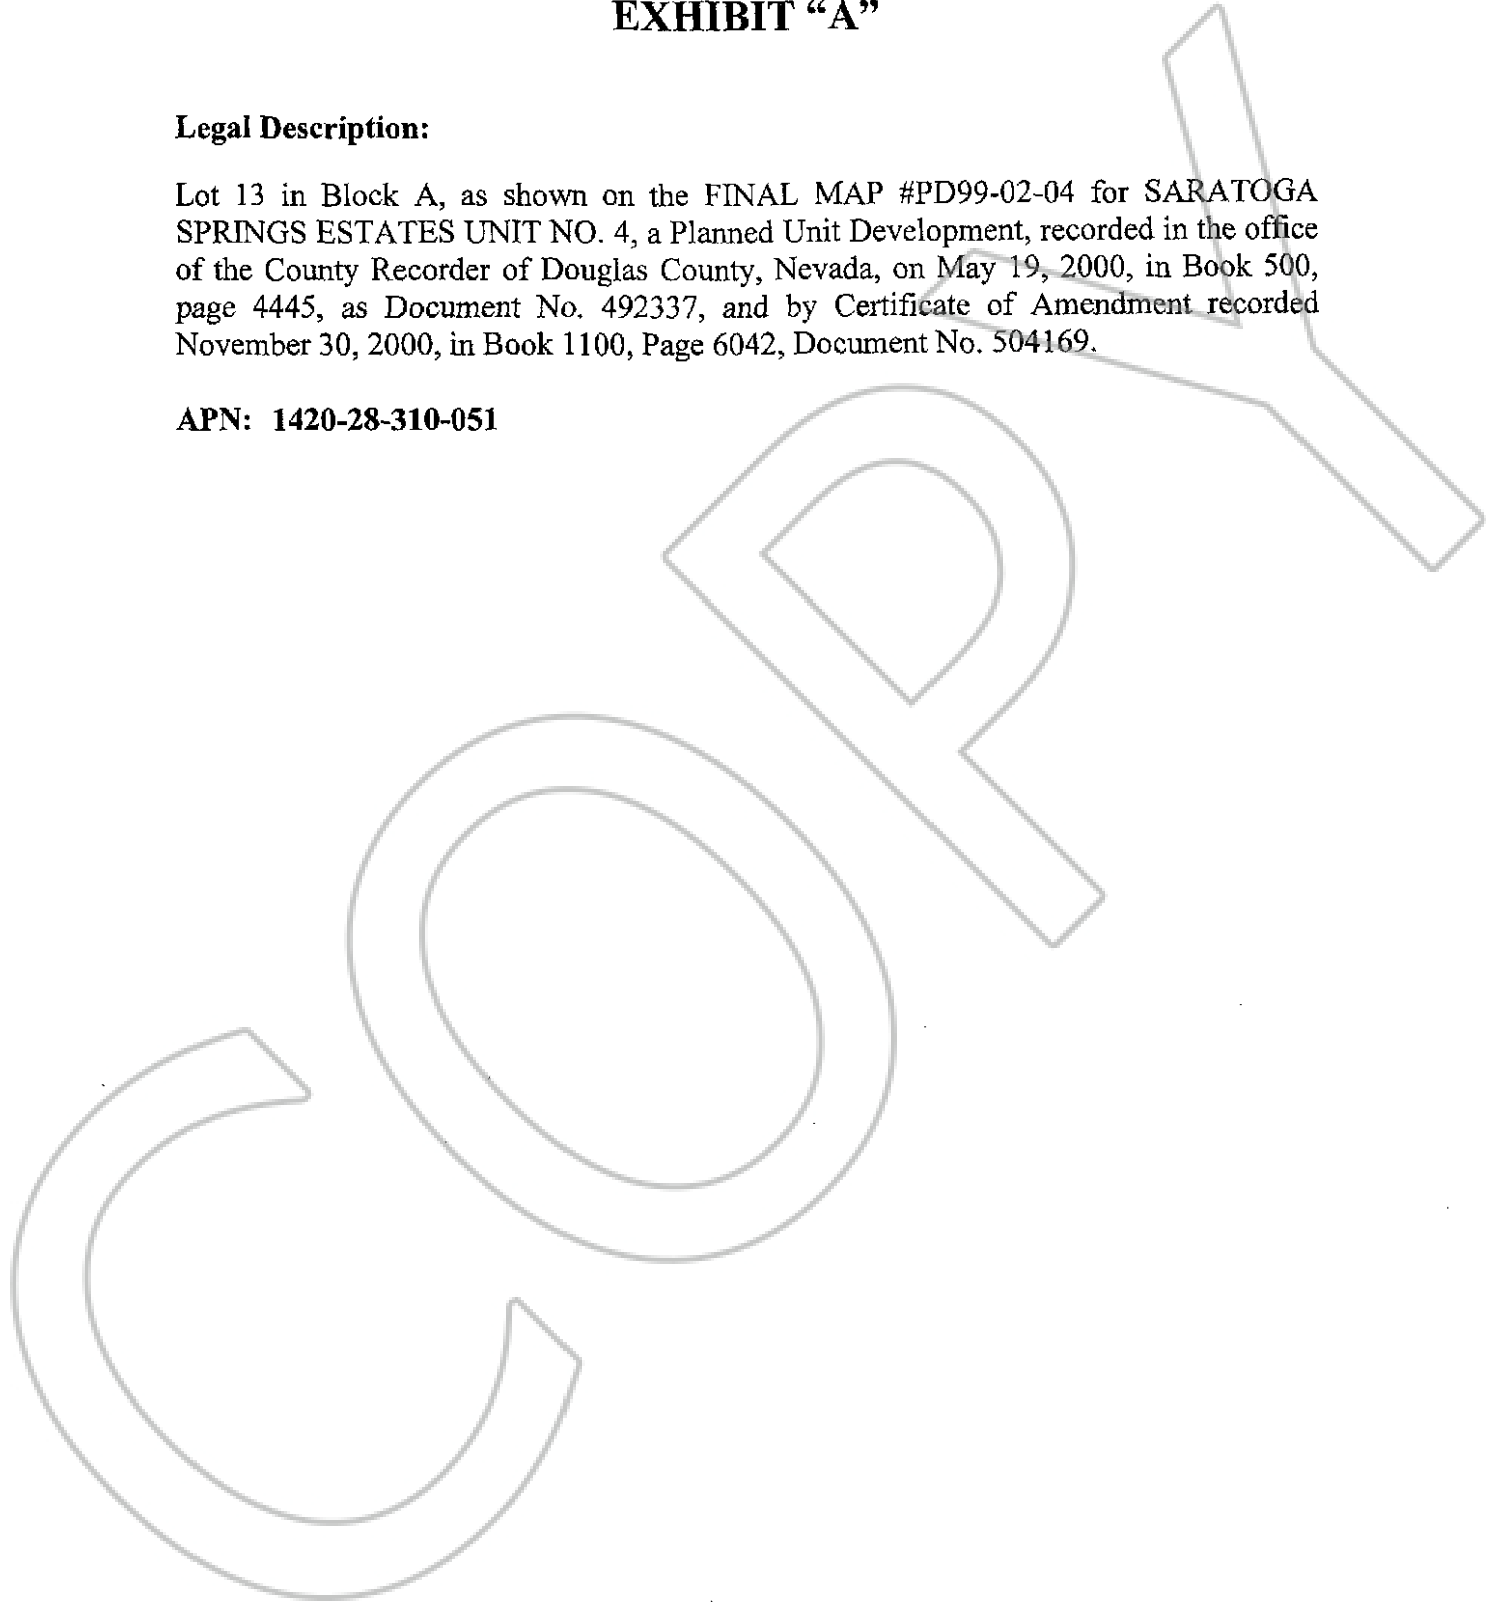 EXHIBIT “A”
Legal Description:
Lot 13 in Block A, as shown on the FINAL MAP #PD99-02-04 for SARATOGA
SPRINGS ESTATES UNIT NO. 4, a Planned Unit Development, recorded in the office
of the County Recorder of Douglas County, Nevada, on May 19, 2000, in Book 500,
page 4445, as Document No. 492337, and by Certificate of Amendment recorded
November 30, 2000, in Book 1100, Page 6042, Document No. 504169.
APN: 1420-28-310-051
COPY